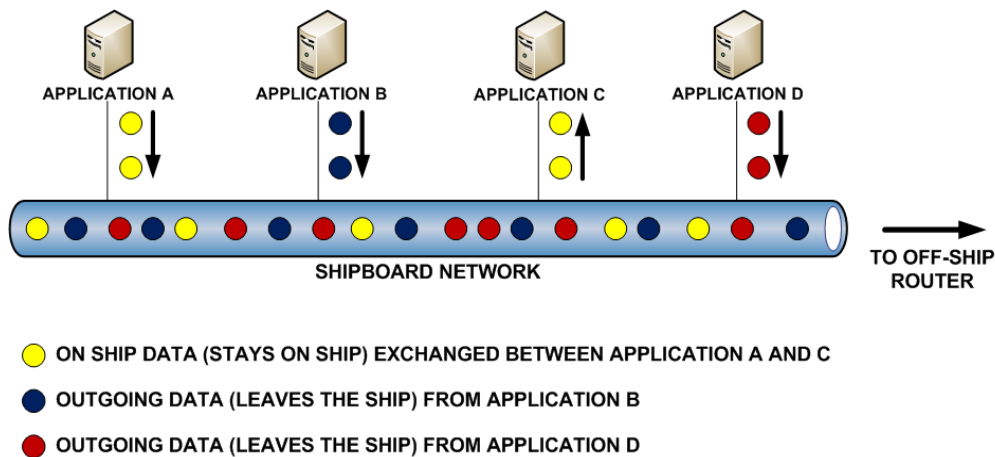 APPLICATION A
APPLICATION B
APPLICATION C
APPLICATION D
SHIPBOARD NETWORK
TO OFF-SHIP
ROUTER
ON SHIP DATA (STAYS ON SHIP) EXCHANGED BETWEEN APPLICATION A AND C
OUTGOING DATA (LEAVES THE SHIP) FROM APPLICATION B
OUTGOING DATA (LEAVES THE SHIP) FROM APPLICATION D